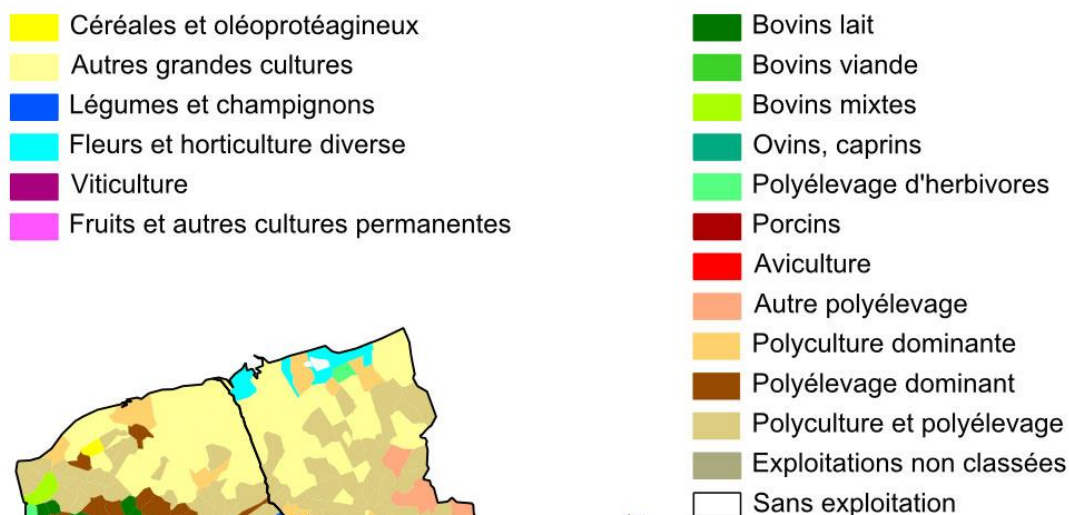 Céréales et oléoprotéagineux
Autres grandes cultures
Légumes et champignons
Fleurs et horticulture diverse
Viticulture
Fruits et autres cultures permanentes
Bovins lait
Bovins viande
Bovins mixtes
Ovins, caprins
Polyélevage d'herbivores
Porcins
Aviculture
Autre polyélevage
Polyculture dominante
Polyélevage dominant
Polyculture et polyélevage
Exploitations non classées
Sans exploitation